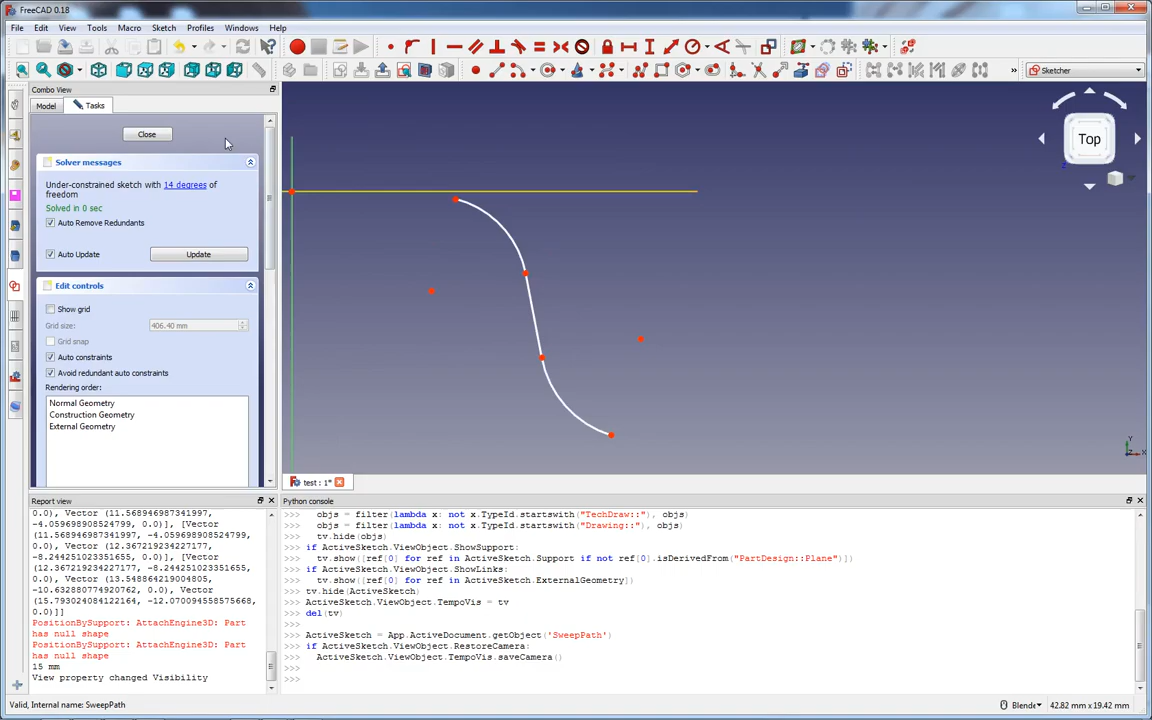 FreeCAD 0.18
File Edit View Tools Macro Sketch Profiles Windows Help
Sketcher
Combo View
Model Tasks
Close
Solver messages
Under-constrained sketch with 14 degrees of
freedom
Solved in 0 sec
Auto Remove Redundants
Auto Update Update
Edit controls
Show grid
Grid size: 406.40 mm
Grid snap
Auto constraints
Avoid redundant auto constraints
Rendering order:
Normal Geometry
Construction Geometry
External Geometry
Top
Y
Z X
test : 1*
Report view
0.0), Vector (11.568946987341997,
-4.059698908524799, 0.0)], [Vector
(11.568946987341997,
-4.059698908524799, 0.0), Vector
(12.367219234227177,
-8.244251023351655, 0.0)], [Vector
(12.367219234227177,
-8.244251023351655, 0.0), Vector
(13.548864219004805,
-10.632880774920762, 0.0), Vector
(15.793024084122164, -12.070094558575668,
0.0)]]
PositionBySupport: AttachEngine3D: Part
has null shape
PositionBySupport: AttachEngine3D: Part
has null shape
15 mm
View property changed Visibility
Python console
>>>   objs = filter(lambda x: not x.TypeId.startswith("TechDraw::"), objs)
>>>   objs = filter(lambda x: not x.TypeId.startswith("Drawing::"), objs)
>>>   tv.hide(objs)
>>> if ActiveSketch.ViewObject.ShowSupport:
>>>   tv.show([ref[0] for ref in ActiveSketch.Support if not ref[0].isDerivedFrom("PartDesign::Plane")])
>>> if ActiveSketch.ViewObject.ShowLinks:
>>>   tv.show([ref[0] for ref in ActiveSketch.ExternalGeometry])
>>> tv.hide(ActiveSketch)
>>> ActiveSketch.ViewObject.TempoVis = tv
>>> del(tv)
>>>
>>> ActiveSketch = App.ActiveDocument.getObject('SweepPath')
>>> if ActiveSketch.ViewObject.RestoreCamera:
>>>   ActiveSketch.ViewObject.TempoVis.saveCamera()
>>>
>>>
Valid, Internal name: SweepPath
Blende 42.82 mm x 19.42 mm